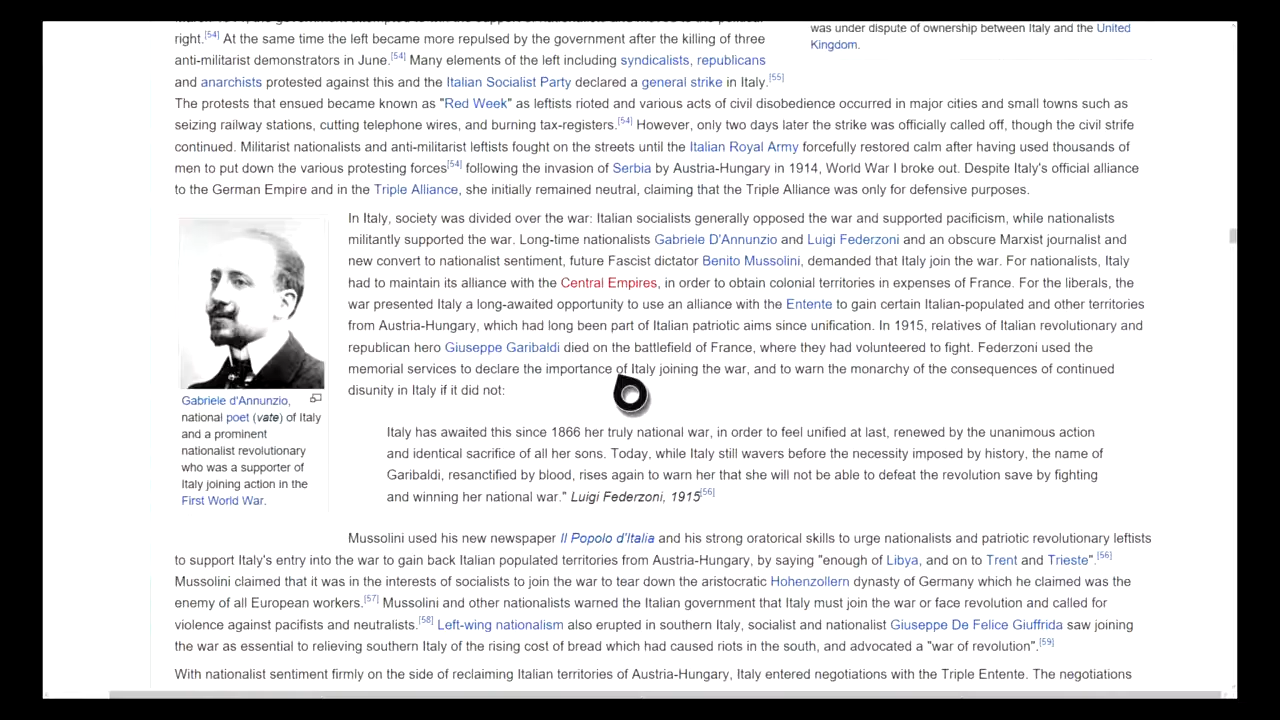 right.[54] At the same time the left became more repulsed by the government after the killing of three
anti-militarist demonstrators in June.[54] Many elements of the left including syndicalists, republicans
and anarchists protested against this and the Italian Socialist Party declared a general strike in Italy.[55]
was under dispute of ownership between Italy and the United
Kingdom.
The protests that ensued became known as "Red Week" as leftists rioted and various acts of civil disobedience occurred in major cities and small towns such as
seizing railway stations, cutting telephone wires, and burning tax-registers.[54] However, only two days later the strike was officially called off, though the civil strife
continued. Militarist nationalists and anti-militarist leftists fought on the streets until the Italian Royal Army forcefully restored calm after having used thousands of
men to put down the various protesting forces[54] following the invasion of Serbia by Austria-Hungary in 1914, World War I broke out. Despite Italy's official alliance
to the German Empire and in the Triple Alliance, she initially remained neutral, claiming that the Triple Alliance was only for defensive purposes.
In Italy, society was divided over the war: Italian socialists generally opposed the war and supported pacificism, while nationalists
militantly supported the war. Long-time nationalists Gabriele D'Annunzio and Luigi Federzoni and an obscure Marxist journalist and
new convert to nationalist sentiment, future Fascist dictator Benito Mussolini, demanded that Italy join the war. For nationalists, Italy
had to maintain its alliance with the Central Empires, in order to obtain colonial territories in expenses of France. For the liberals, the
war presented Italy a long-awaited opportunity to use an alliance with the Entente to gain certain Italian-populated and other territories
from Austria-Hungary, which had long been part of Italian patriotic aims since unification. In 1915, relatives of Italian revolutionary and
republican hero Giuseppe Garibaldi died on the battlefield of France, where they had volunteered to fight. Federzoni used the
memorial services to declare the importance of Italy joining the war, and to warn the monarchy of the consequences of continued
disunity in Italy if it did not:
Gabriele d'Annunzio,
national poet (vate) of Italy
and a prominent
nationalist revolutionary
who was a supporter of
Italy joining action in the
First World War.
Italy has awaited this since 1866 her truly national war, in order to feel unified at last, renewed by the unanimous action
and identical sacrifice of all her sons. Today, while Italy still wavers before the necessity imposed by history, the name of
Garibaldi, resanctified by blood, rises again to warn her that she will not be able to defeat the revolution save by fighting
and winning her national war." Luigi Federzoni, 1915[56]
Mussolini used his new newspaper Il Popolo d'Italia and his strong oratorical skills to urge nationalists and patriotic revolutionary leftists
to support Italy's entry into the war to gain back Italian populated territories from Austria-Hungary, by saying "enough of Libya, and on to Trent and Trieste".[56]
Mussolini claimed that it was in the interests of socialists to join the war to tear down the aristocratic Hohenzollern dynasty of Germany which he claimed was the
enemy of all European workers.[57] Mussolini and other nationalists warned the Italian government that Italy must join the war or face revolution and called for
violence against pacifists and neutralists.[58] Left-wing nationalism also erupted in southern Italy, socialist and nationalist Giuseppe De Felice Giuffrida saw joining
the war as essential to relieving southern Italy of the rising cost of bread which had caused riots in the south, and advocated a "war of revolution".[59]
With nationalist sentiment firmly on the side of reclaiming Italian territories of Austria-Hungary, Italy entered negotiations with the Triple Entente. The negotiations